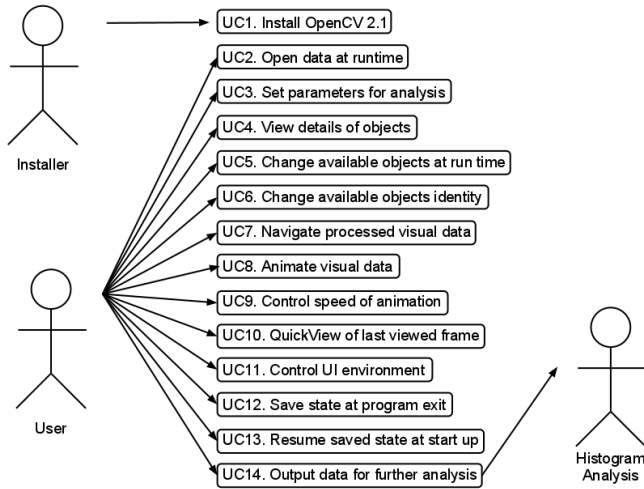 UC1. Install OpenCV 2.1
UC2. Open data at runtime
UC3. Set parameters for analysis
UC4. View details of objects
Installer
UC5. Change available objects at run time
UC6. Change available objects identity
UC7. Navigate processed visual data
UC8. Animate visual data
UC9. Control speed of animation
UC10. QuickView of last viewed frame
UC11. Control UI environment
UC12. Save state at program exit
User
UC13. Resume saved state at start up
UC14. Output data for further analysis
Histogram
Analysis